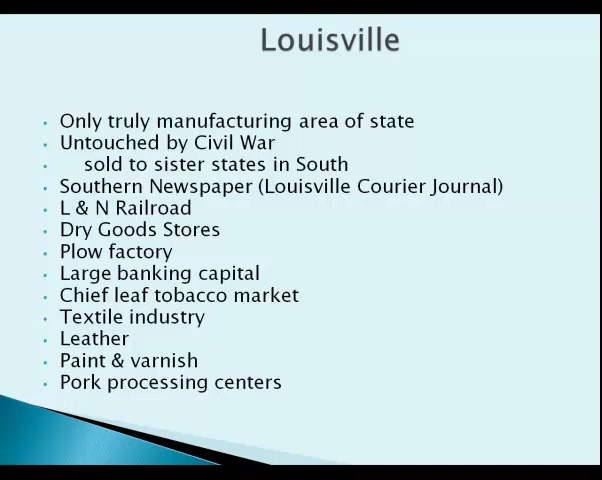 Louisville
• Only truly manufacturing area of state
• Untouched by Civil War
• sold to sister states in South
• Southern Newspaper (Louisville Courier Journal)
• L & N Railroad
• Dry Goods Stores
• Plow factory
• Large banking capital
• Chief leaf tobacco market
• Textile industry
• Leather
• Paint & varnish
• Pork processing centers